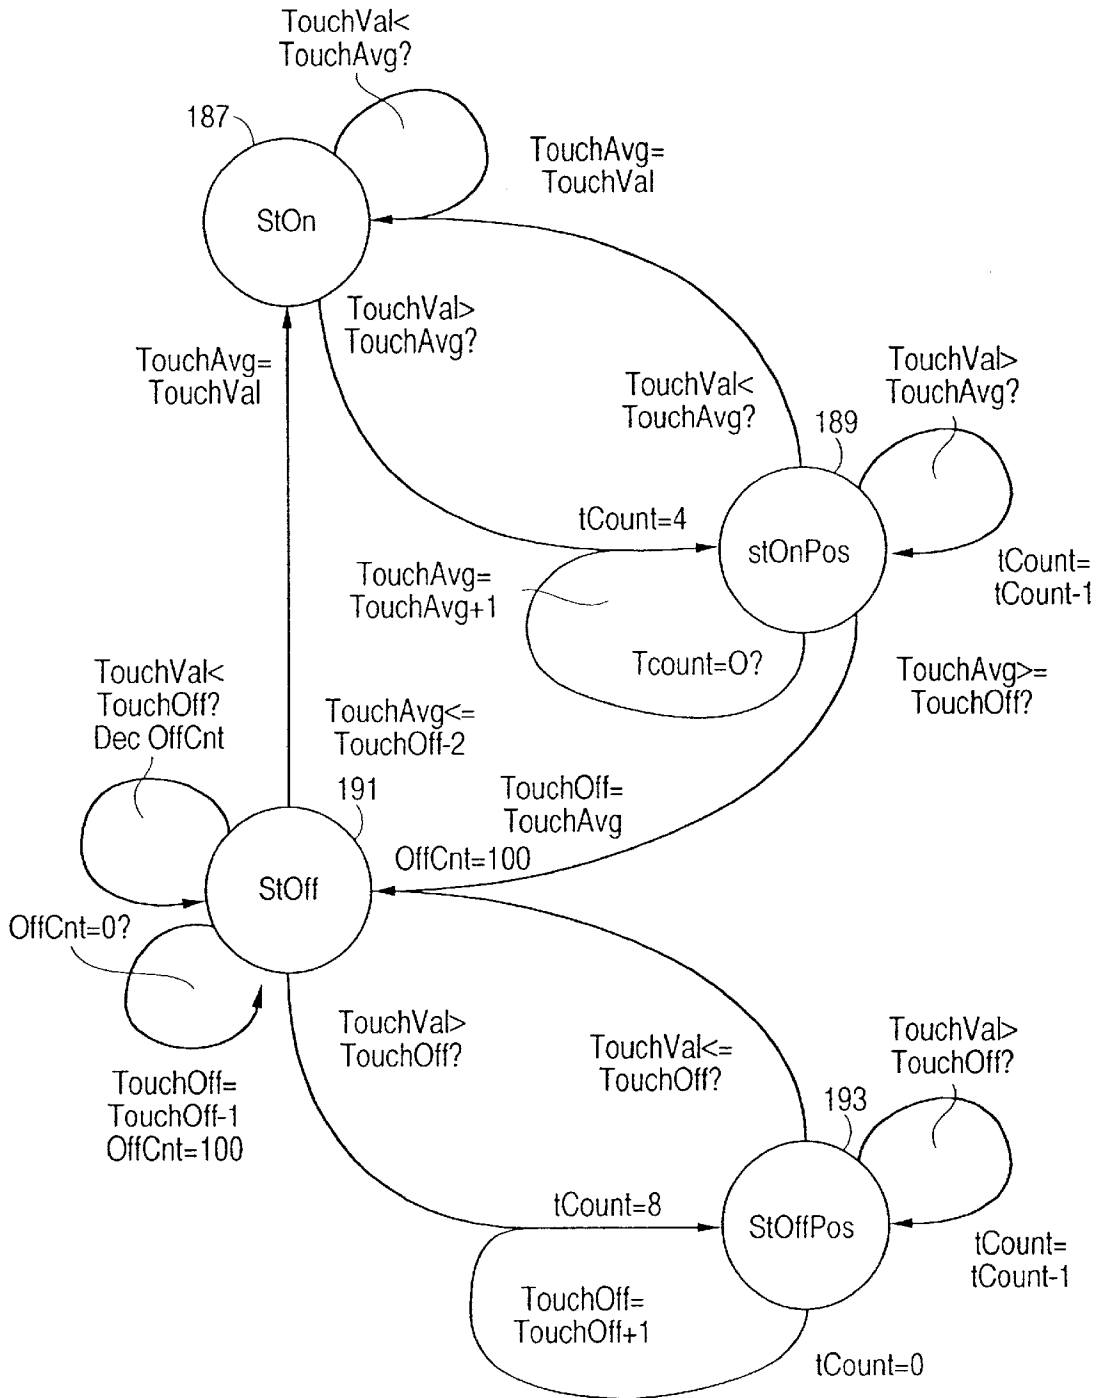 TouchVal<
TouchAvg?
187
StOn
TouchAvg=
TouchVal
TouchVal>
TouchAvg?
TouchAvg=
TouchVal
TouchVal<
TouchAvg?
TouchVal>
TouchAvg?
189
tCount=4
stOnPos
tCount=
tCount-1
TouchAvg=
TouchAvg+1
Tcount=O?
TouchAvg>=
TouchOff?
TouchVal<
TouchOff?
Dec OffCnt
TouchAvg<=
TouchOff-2
191
TouchOff=
TouchAvg
OffCnt=100
StOff
OffCnt=0?
TouchOff=
TouchOff-1
OffCnt=100
TouchVal>
TouchOff?
TouchVal<=
TouchOff?
TouchVal>
TouchOff?
193
tCount=8
StOffPos
tCount=
tCount-1
TouchOff=
TouchOff+1
tCount=0